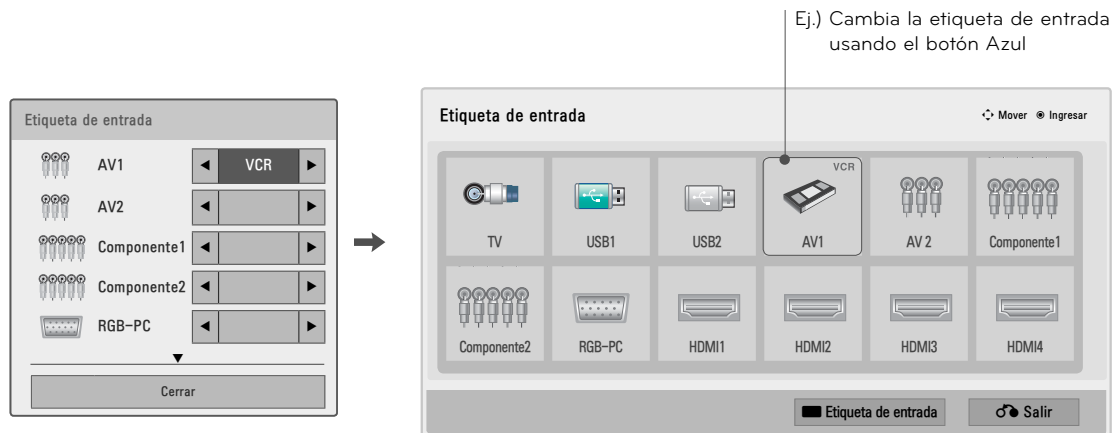 Ej.) Cambia la etiqueta de entrada
usando el botón Azul
Etiqueta de entrada
AV1
VCR
AV2
Componente1
Componente2
RGB-PC
Cerrar
Etiqueta de entrada
Mover
Ingresar
TV
USB1
USB2
VCR
AV1
AV 2
Componente1
Componente2
RGB-PC
HDMI1
HDMI2
HDMI3
HDMI4
Etiqueta de entrada
Salir